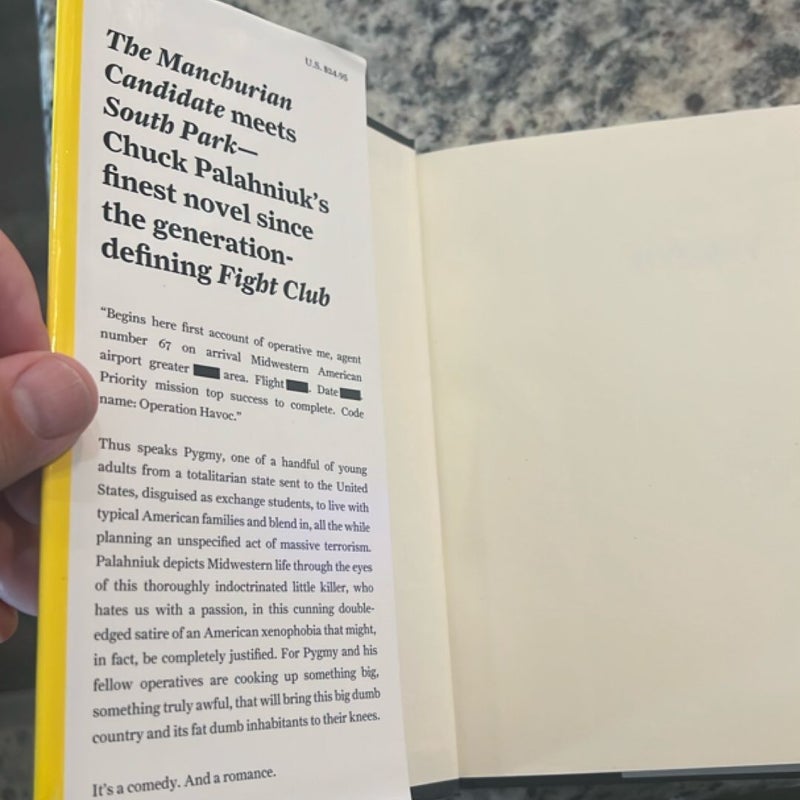 U.S. $24.95
The Manchurian
Candidate meets
South Park—
Chuck Palahniuk's
finest novel since
the generation-
defining Fight Club
“Begins here first account of operative me, agent
number 67 on arrival Midwestern American
airport greater area. Flight . Date .
Priority mission top success to complete. Code
name: Operation Havoc.”
Thus speaks Pygmy, one of a handful of young
adults from a totalitarian state sent to the United
States, disguised as exchange students, to live with
typical American families and blend in, all the while
planning an unspecified act of massive terrorism.
Palahniuk depicts Midwestern life through the eyes
of this thoroughly indoctrinated little killer, who
hates us with a passion, in this cunning double-
edged satire of an American xenophobia that might,
in fact, be completely justified. For Pygmy and his
fellow operatives are cooking up something big,
something truly awful, that will bring this big dumb
country and its fat dumb inhabitants to their knees.
It's a comedy. And a romance.